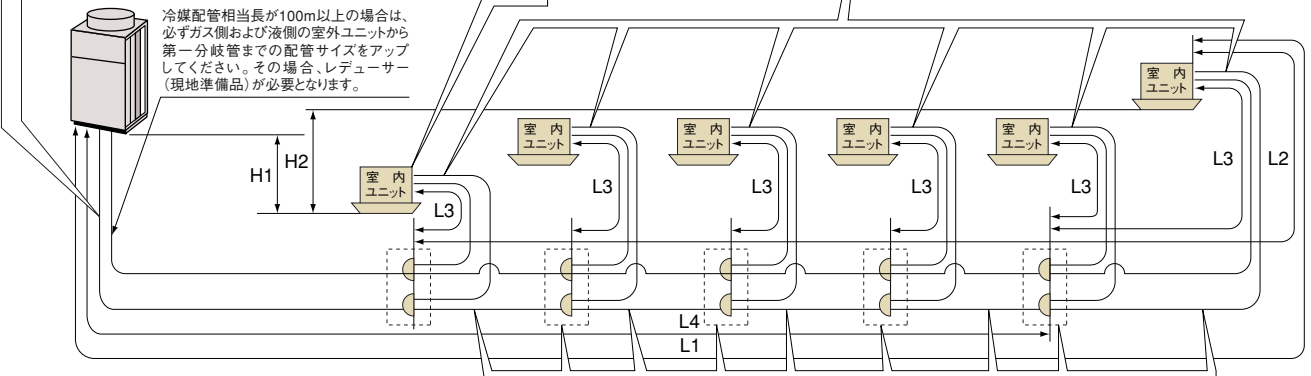 冷媒配管相当長が100m以上の場合は、
必ずガス側および液側の室外ユニットから
第一分岐管までの配管サイズをアップ
してください。その場合、レデューサー
（現地準備品）が必要となります。
室 内
ユニット
室 内
ユニット
室 内
ユニット
室 内
ユニット
室 内
ユニット
室 内
ユニット
H1
H2
L3
L3
L3
L3
L3
L3
L2
L4
L1